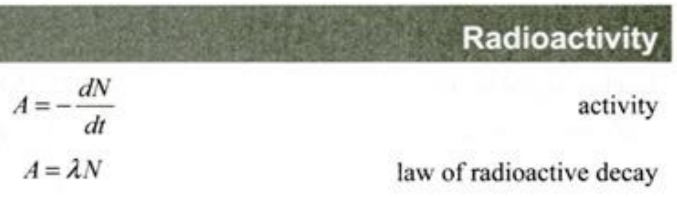 Radioactivity
A = -dN/dt activity
A = λN law of radioactive decay